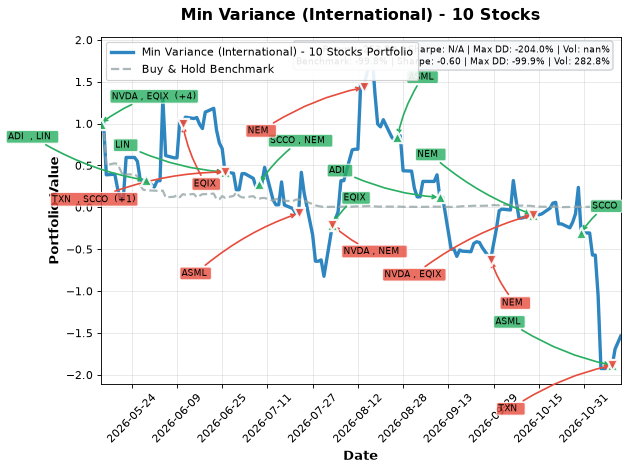 Min Variance (International) - 10 Stocks
Min Variance (International) - 10 Stocks Portfolio
Buy & Hold Benchmark
arpe: N/A | Max DD: -204.0% | Vol: nan%
Benchmark: -99.8% | Sharpe: -0.60 | Max DD: -99.9% | Vol: 282.8%
ASML
NVDA , EQIX (+4)
ADI , LIN
LIN
NEM
SCCO , NEM
NEM
ADI
EQIX
TXN , SCCO (+1)
EQIX
SCCO
NVDA , NEM
ASML
NVDA , EQIX
NEM
ASML
TXN
Portfolio Value
2.0
1.5
1.0
0.5
0.0
−0.5
−1.0
−1.5
−2.0
2026-05-24
2026-06-09
2026-06-25
2026-07-11
2026-07-27
2026-08-12
2026-08-28
2026-09-13
2026-09-29
2026-10-15
2026-10-31
Date